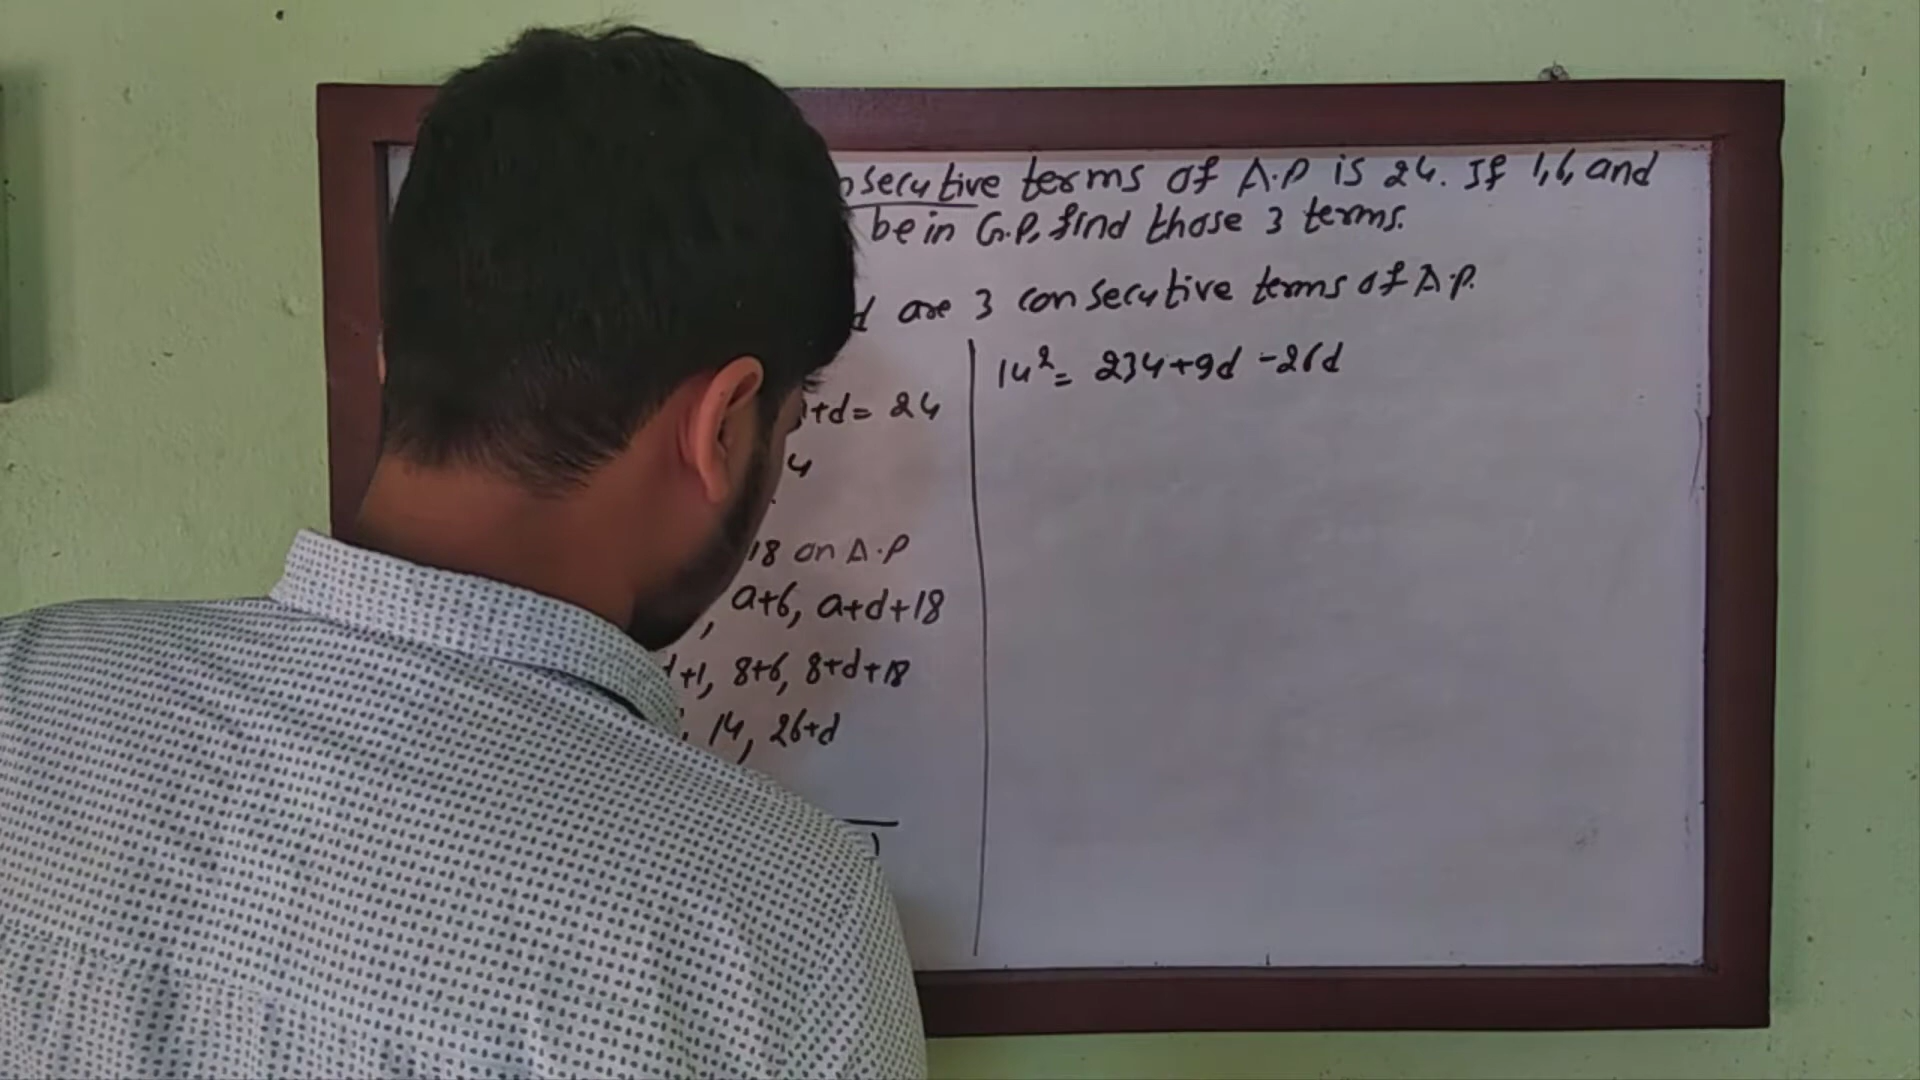 secutive terms of A.P is 24. If 1,6, and
be in G.P, find those 3 terms.
d are 3 consecutive terms of A.P.
+d= 24
4
18 on A.P
, a+6, a+d+18
+1, 8+6, 8+d+18
, 14, 26+d
14²= 234+9d -26d